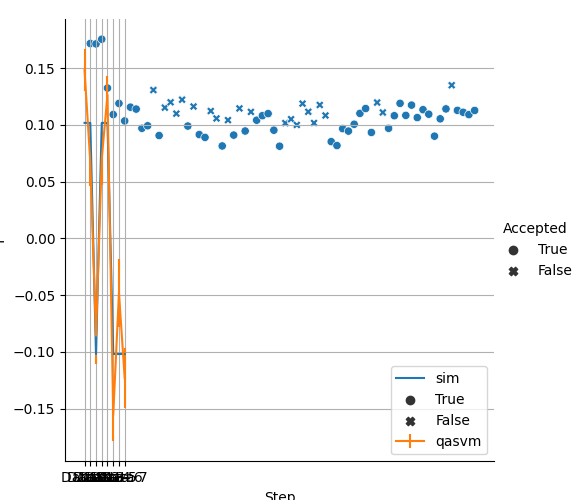 0.15
0.10
0.05
0.00
−0.05
−0.10
−0.15
Accepted
True
False
sim
True
False
qasvm
Step